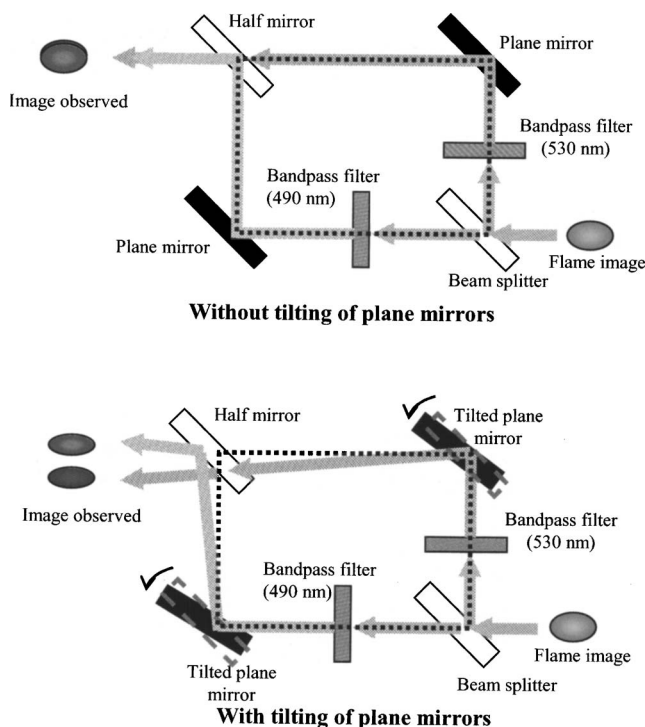 Half mirror
Plane mirror
Image observed
Bandpass filter
(530 nm)
Bandpass filter
(490 nm)
Plane mirror
Flame image
Beam splitter
Without tilting of plane mirrors
Half mirror
Tilted plane
mirror
Image observed
Bandpass filter
(530 nm)
Bandpass filter
(490 nm)
Flame image
Tilted plane
mirror
Beam splitter
With tilting of plane mirrors